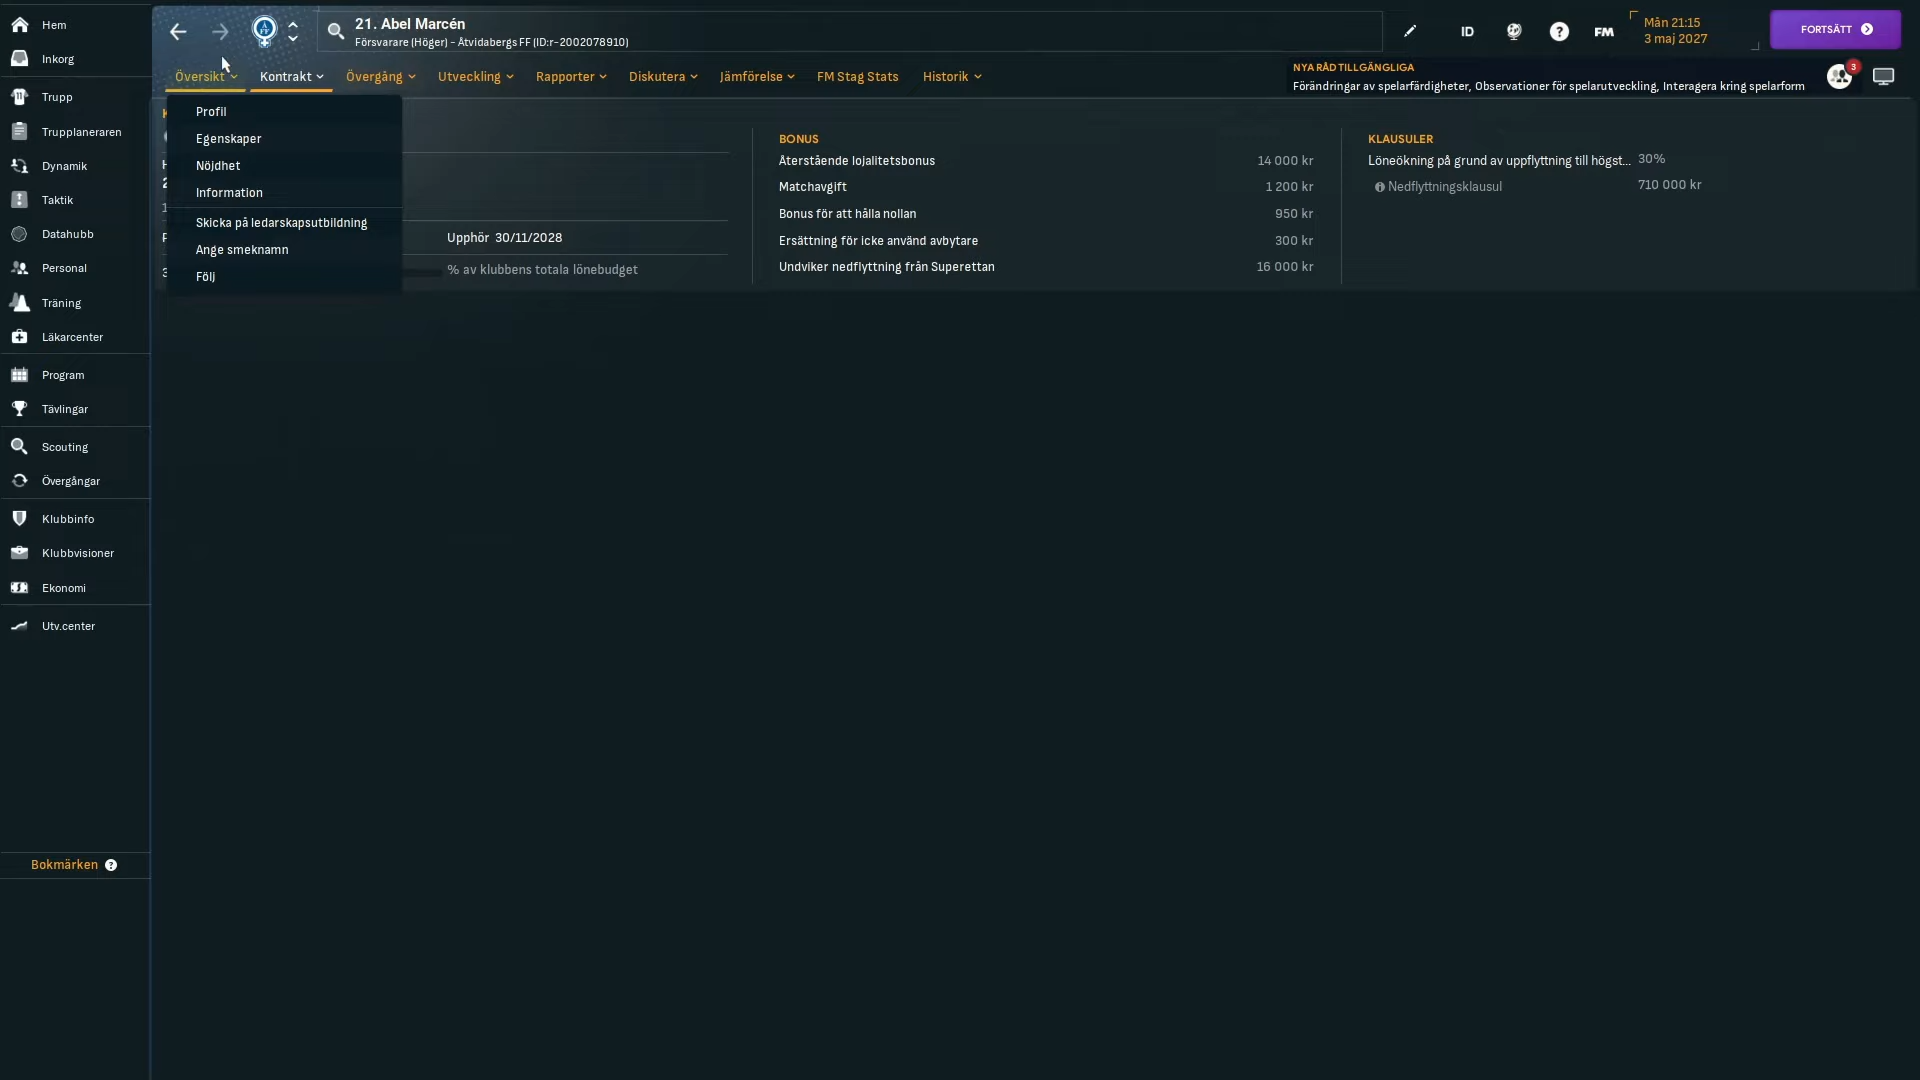 Hem
Inkorg
Trupp
Trupplaneraren
Dynamik
Taktik
Datahubb
Personal
Träning
Läkarcenter
Program
Tävlingar
Scouting
Övergångar
Klubbinfo
Klubbvisioner
Ekonomi
Utv.center
Bokmärken ?
21. Abel Marcén
Försvarare (Höger) - Åtvidabergs FF (ID:r-2002078910)
ID
?
FM
Mån 21:15
3 maj 2027
FORTSÄTT
Översikt
Kontrakt
Övergång
Utveckling
Rapporter
Diskutera
Jämförelse
FM Stag Stats
Historik
NYA RÅD TILLGÄNGLIGA
Förändringar av spelarfärdigheter, Observationer för spelarutveckling, Interagera kring spelarform
3
Profil
Egenskaper
Nöjdhet
Information
Skicka på ledarskapsutbildning
Ange smeknamn
Följ
Upphör 30/11/2028
% av klubbens totala lönebudget
BONUS
Återstående lojalitetsbonus 14 000 kr
Matchavgift 1 200 kr
Bonus för att hålla nollan 950 kr
Ersättning för icke använd avbytare 300 kr
Undviker nedflyttning från Superettan 16 000 kr
KLAUSULER
Löneökning på grund av uppflyttning till högst... 30%
Nedflyttningsklausul 710 000 kr